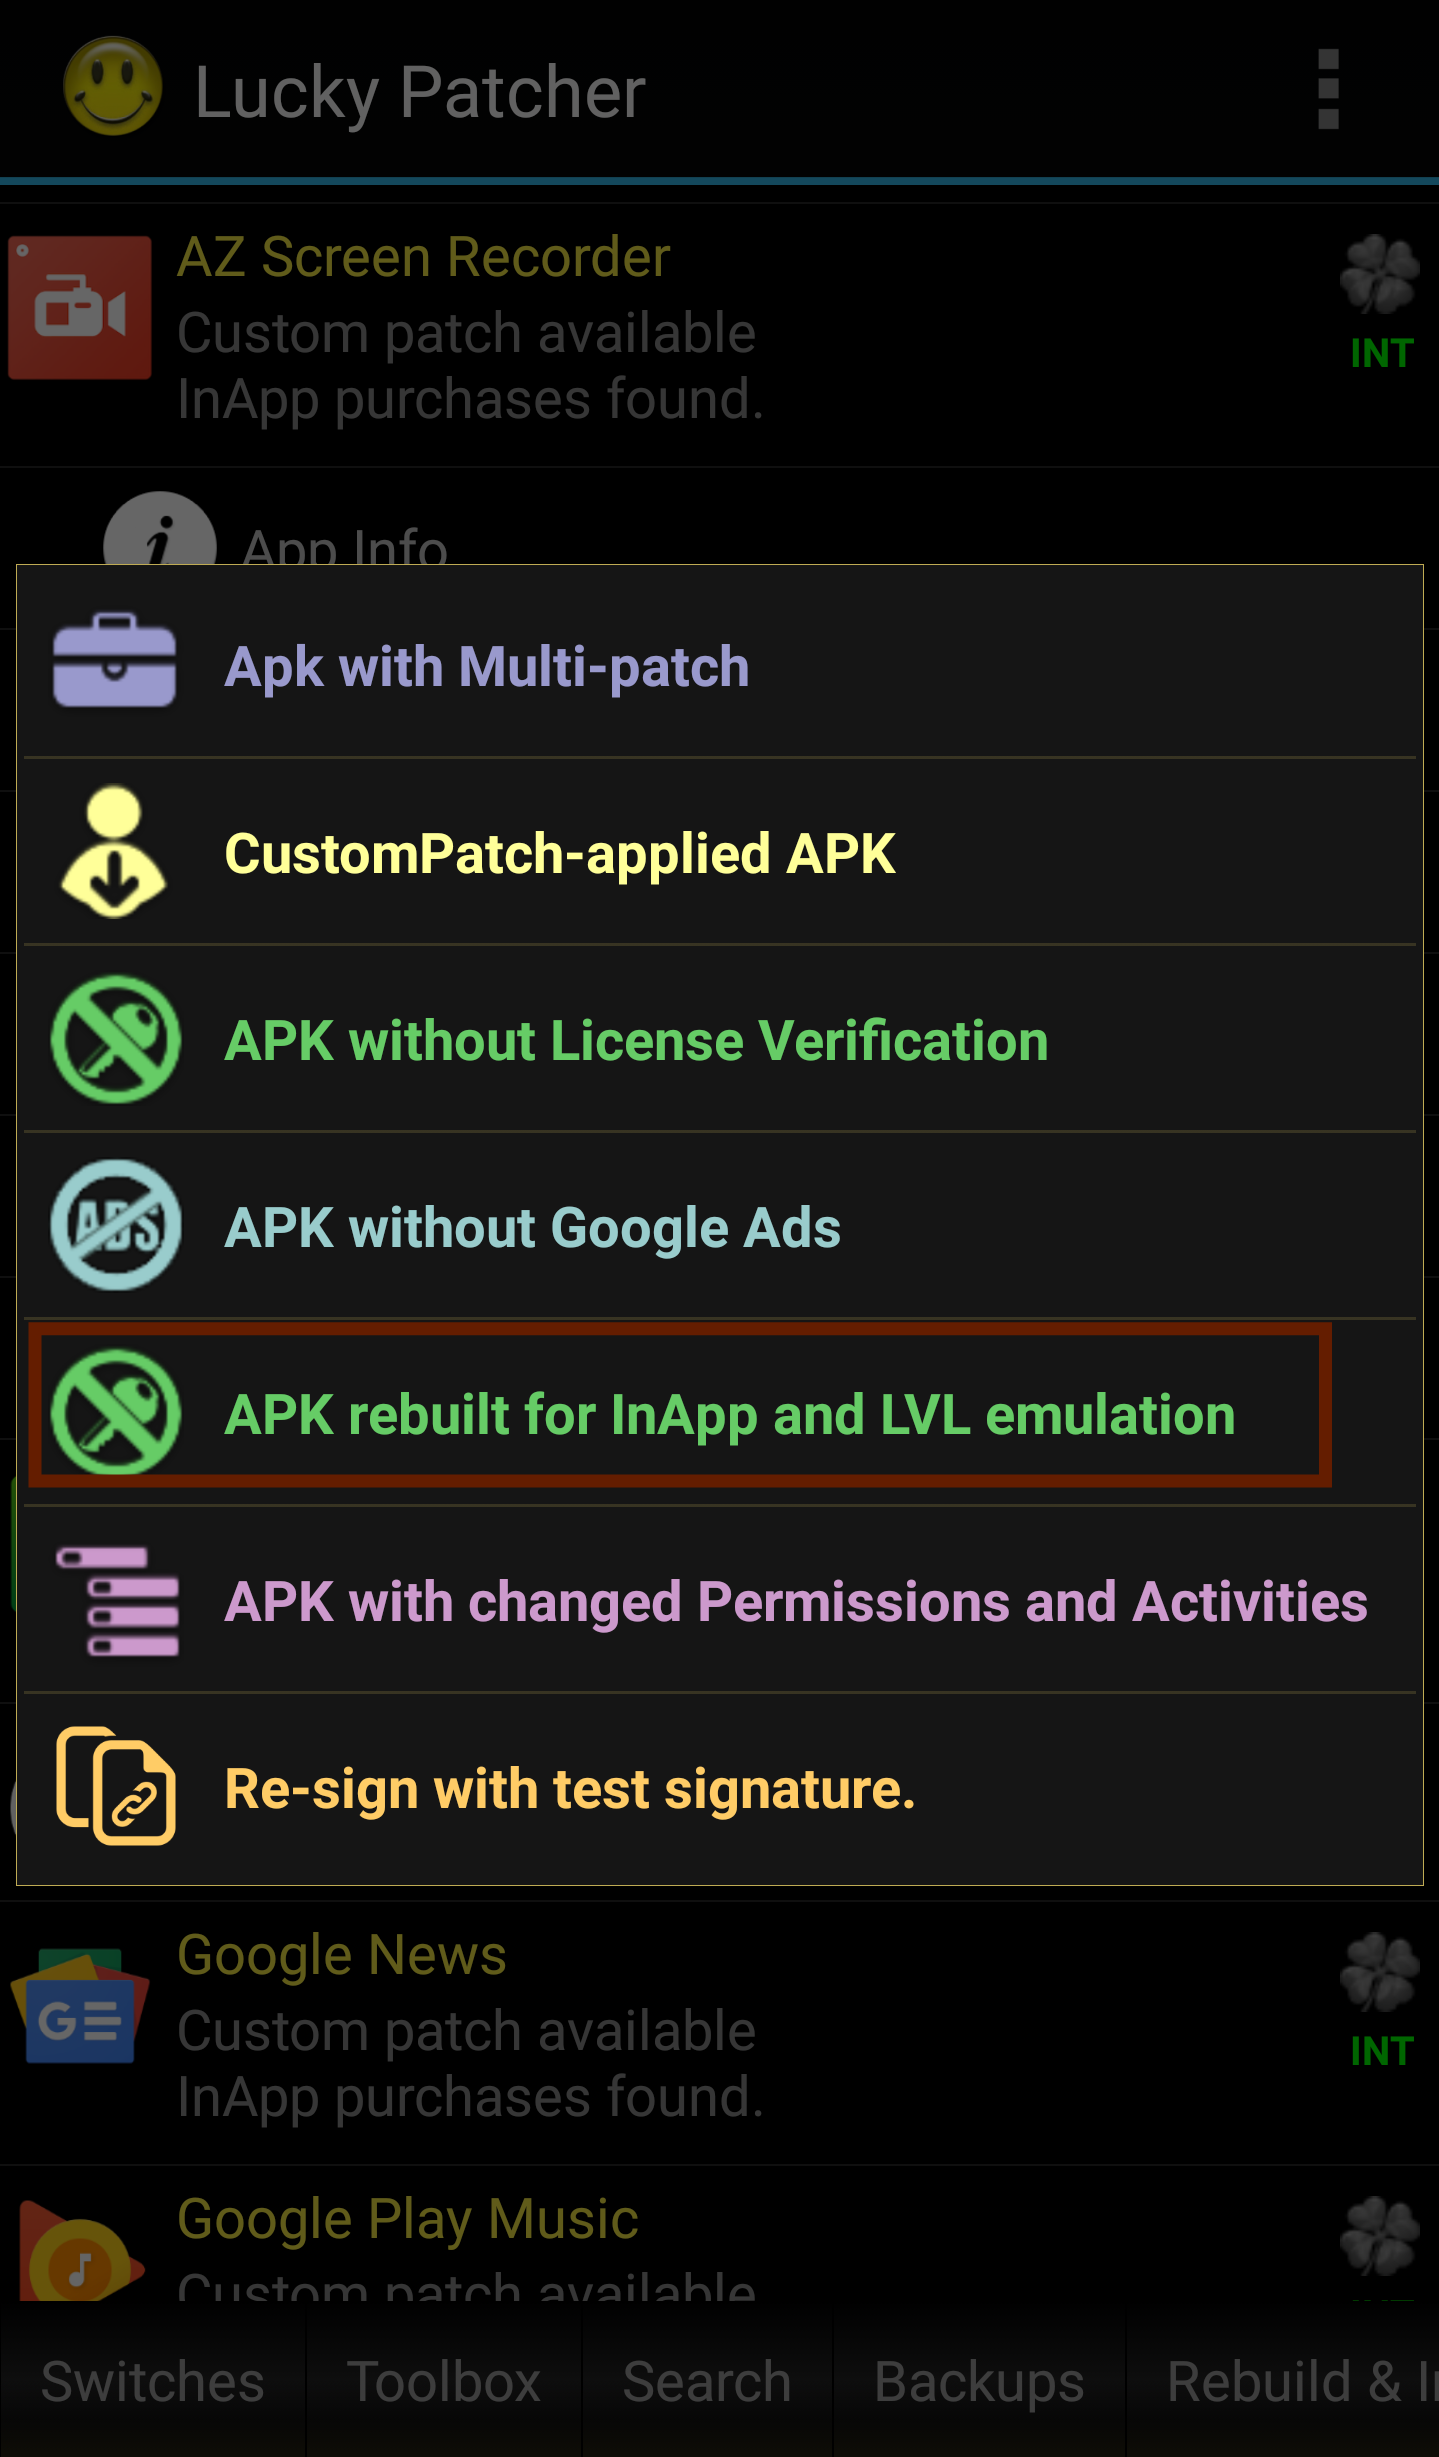 Lucky Patcher
AZ Screen Recorder
Custom patch available
InApp purchases found.
INT
App Info
Apk with Multi-patch
CustomPatch-applied APK
APK without License Verification
ADS
APK without Google Ads
APK rebuilt for InApp and LVL emulation
APK with changed Permissions and Activities
Re-sign with test signature.
Google News
Custom patch available
InApp purchases found.
INT
Google Play Music
Custom patch available
Switches
Toolbox
Search
Backups
Rebuild &